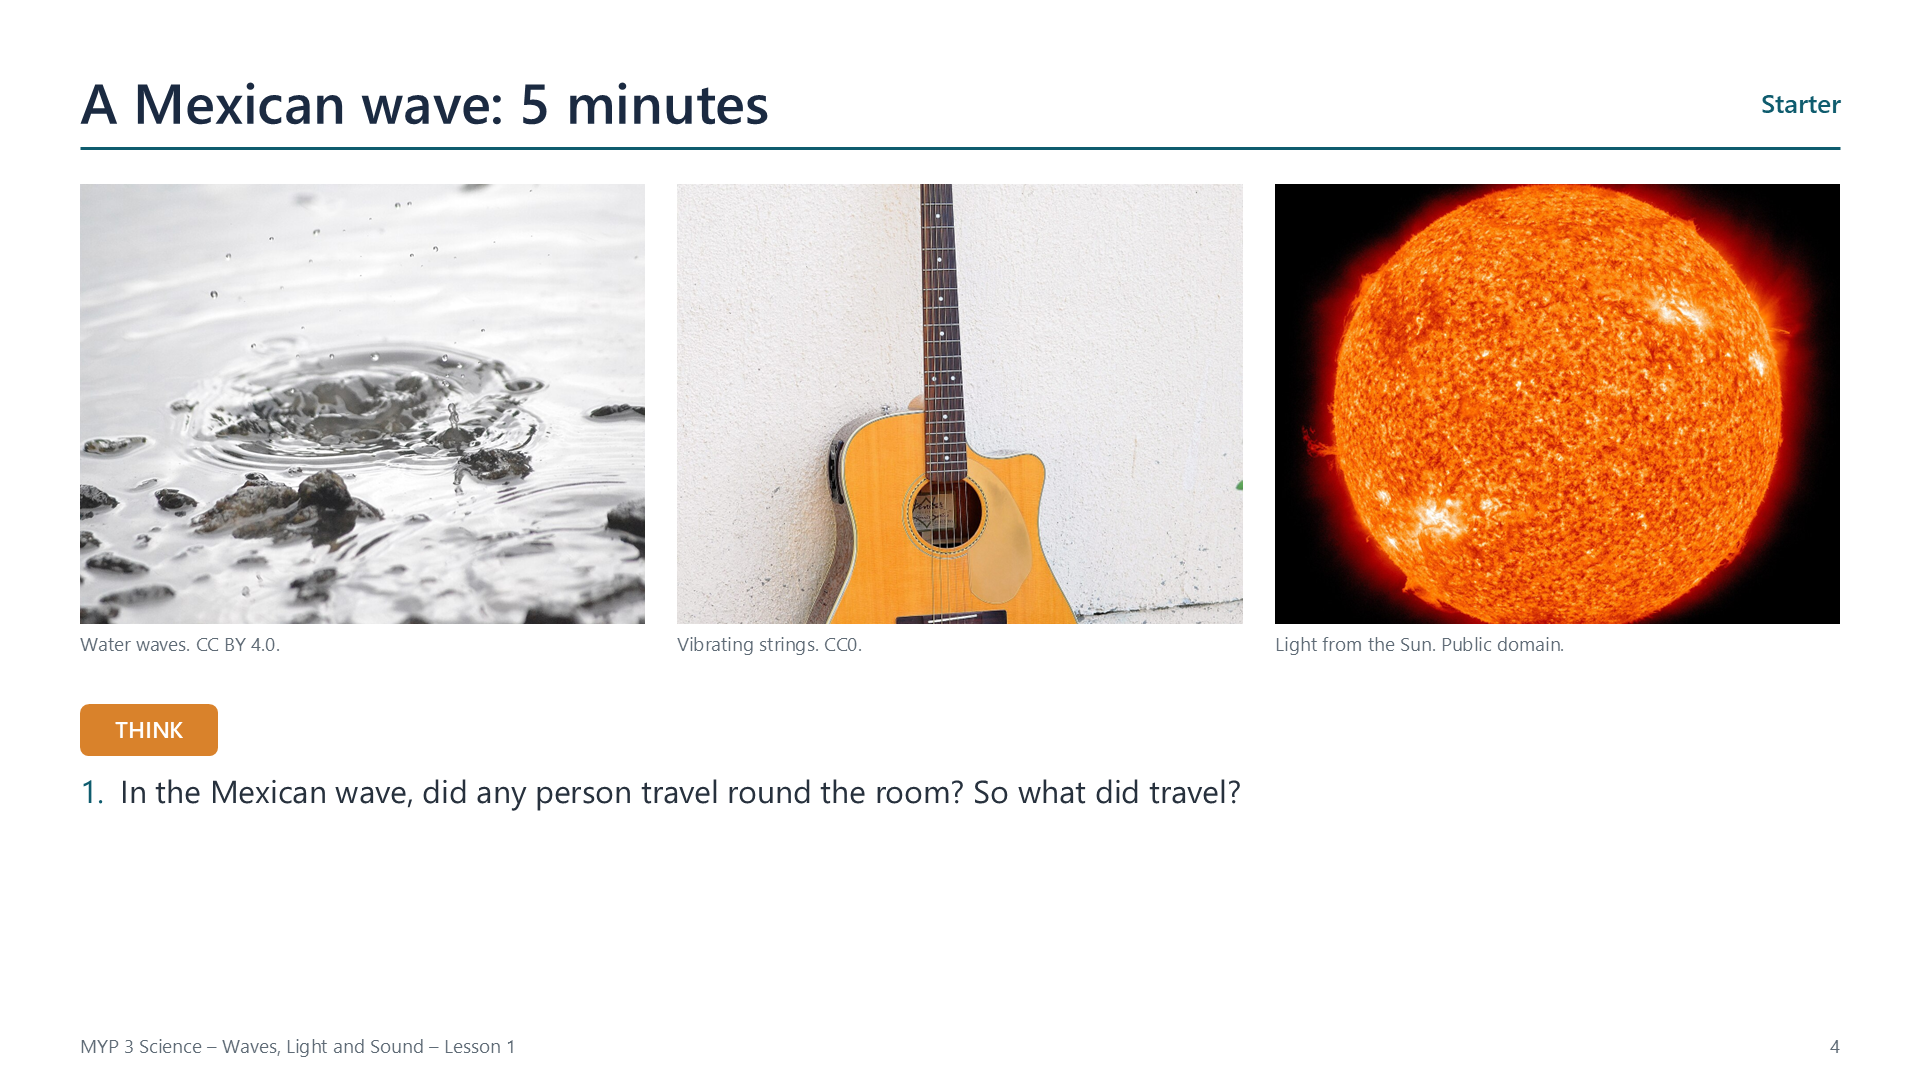 A Mexican wave: 5 minutes
Starter
Water waves. CC BY 4.0.
Vibrating strings. CC0.
Light from the Sun. Public domain.
THINK
1. In the Mexican wave, did any person travel round the room? So what did travel?
MYP 3 Science – Waves, Light and Sound – Lesson 1
4